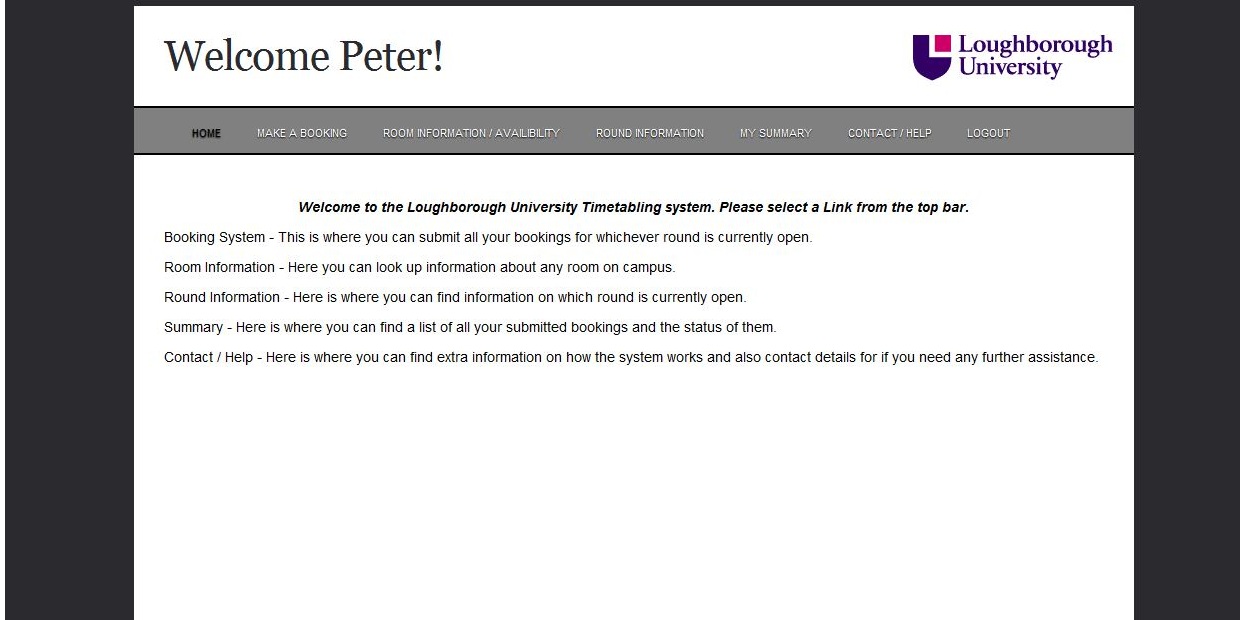 Welcome Peter!
Loughborough
University
HOME MAKE A BOOKING ROOM INFORMATION / AVAILIBILITY ROUND INFORMATION MY SUMMARY CONTACT / HELP LOGOUT
Welcome to the Loughborough University Timetabling system. Please select a Link from the top bar.
Booking System - This is where you can submit all your bookings for whichever round is currently open.
Room Information - Here you can look up information about any room on campus.
Round Information - Here is where you can find information on which round is currently open.
Summary - Here is where you can find a list of all your submitted bookings and the status of them.
Contact / Help - Here is where you can find extra information on how the system works and also contact details for if you need any further assistance.